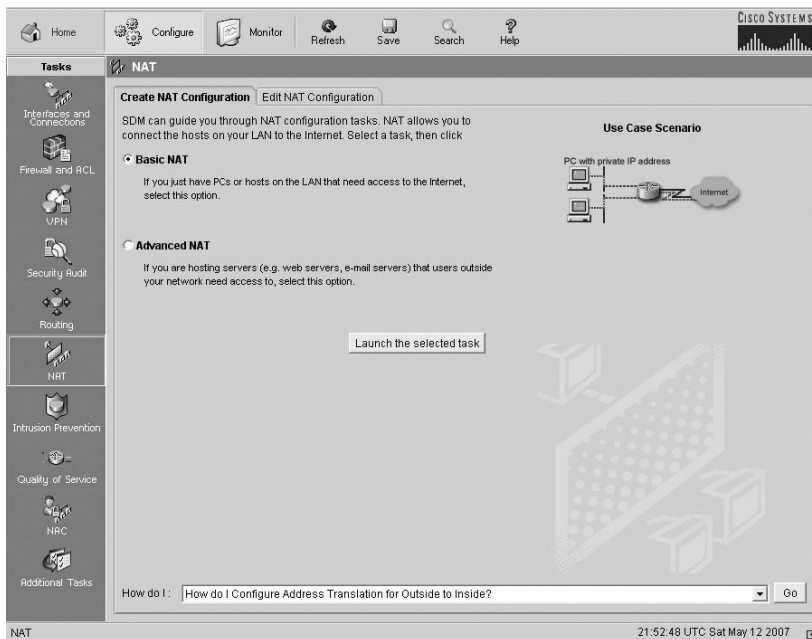 Home
Configure
Monitor
Refresh
Save
Search
Help
CISCO SYSTEMS
Tasks
Interfaces and
Connections
Firewall and ACL
VPN
Security Audit
Routing
NAT
Intrusion Prevention
Quality of Service
NAC
Additional Tasks
NAT
Create NAT Configuration
Edit NAT Configuration
SDM can guide you through NAT configuration tasks. NAT allows you to
connect the hosts on your LAN to the Internet. Select a task, then click
Basic NAT
If you just have PCs or hosts on the LAN that need access to the Internet,
select this option.
Advanced NAT
If you are hosting servers (e.g. web servers, e-mail servers) that users outside
your network need access to, select this option.
Launch the selected task
Use Case Scenario
PC with private IP address
Internet
How do I :
How do I Configure Address Translation for Outside to Inside?
Go
NAT
21:52:48 UTC Sat May 12 2007